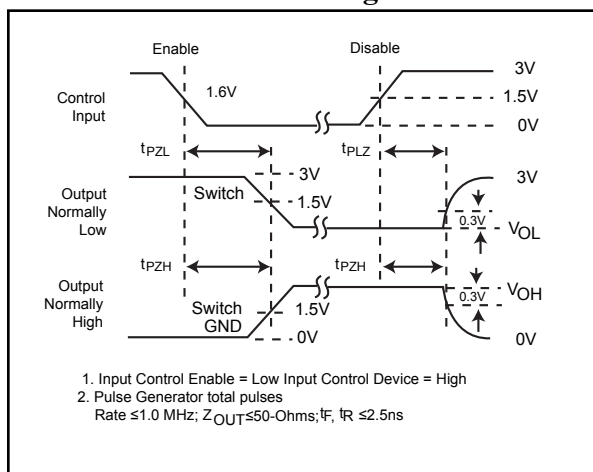 Enable Disable
3V
1.6V
Control
Input
1.5V
0V
tPZL tPLZ
3V 3V
Output
Normally
Low
Switch
1.5V
0.3V
VOL
tPZH tPZH
Output
Normally
High
VOH
Switch
GND
0.3V
1.5V
0V 0V
1. Input Control Enable = Low Input Control Device = High
2. Pulse Generator total pulses
Rate ≤1.0 MHz; ZOUT≤50-Ohms; tF, tR ≤2.5ns